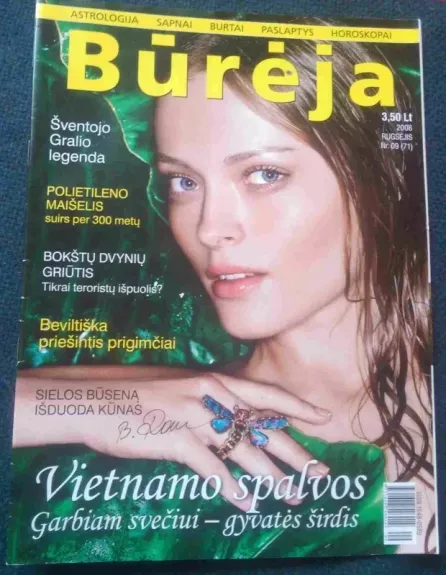 ASTROLOGIJA SAPNAI BURTAI PASLAPTYS HOROSKOPAI
Būrėja
3,50 Lt
2008
RUGSĖJIS
Nr. 09 (71)
Šventojo
Gralio
legenda
POLIETILENO
MAIŠELIS
suirs per 300 metų
BOKŠTŲ DVYNIŲ
GRIŪTIS
Tikrai teroristų išpuolis?
Beviltiška
priešintis prigimčiai
SIELOS BŪSENĄ
IŠDUODA KŪNAS
Vietnamo spalvos
Garbiam svečiui – gyvatės širdis